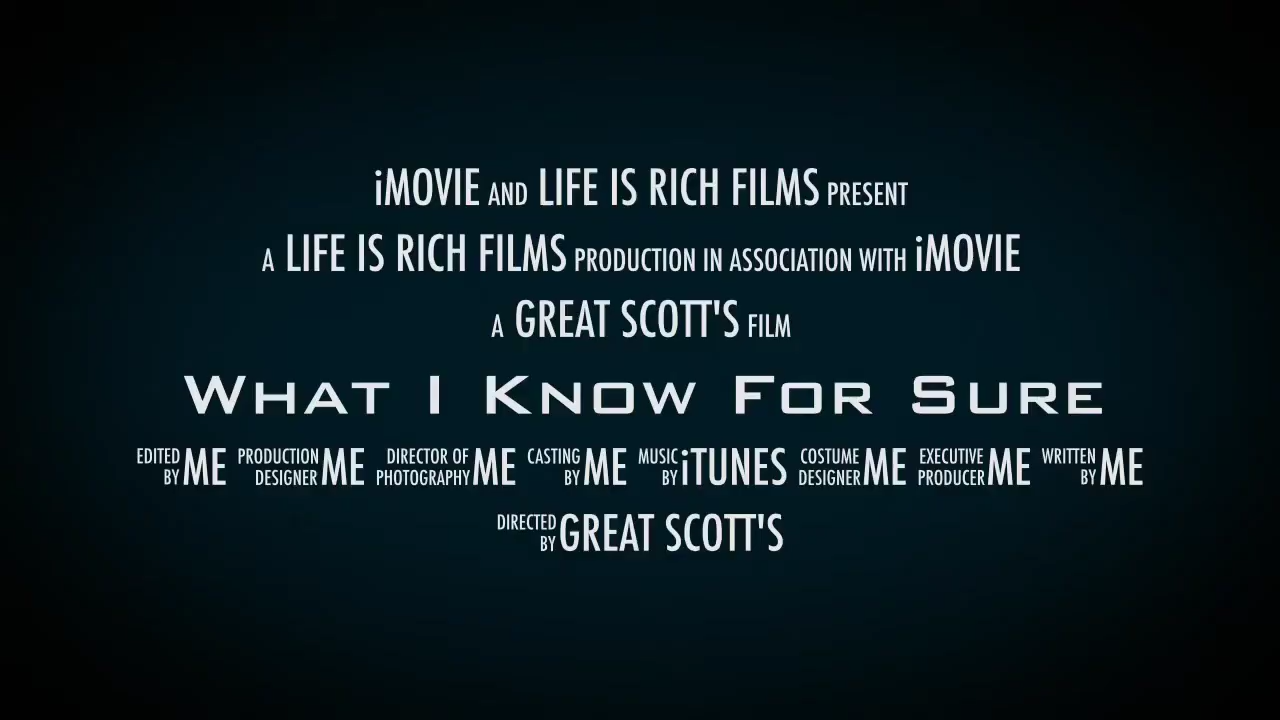 iMOVIE AND LIFE IS RICH FILMS PRESENT
A LIFE IS RICH FILMS PRODUCTION IN ASSOCIATION WITH iMOVIE
A GREAT SCOTT'S FILM
WHAT I KNOW FOR SURE
EDITED BY ME PRODUCTION DESIGNER ME DIRECTOR OF PHOTOGRAPHY ME CASTING BY ME MUSIC BY iTUNES COSTUME DESIGNER ME EXECUTIVE PRODUCER ME WRITTEN BY ME
DIRECTED BY GREAT SCOTT'S